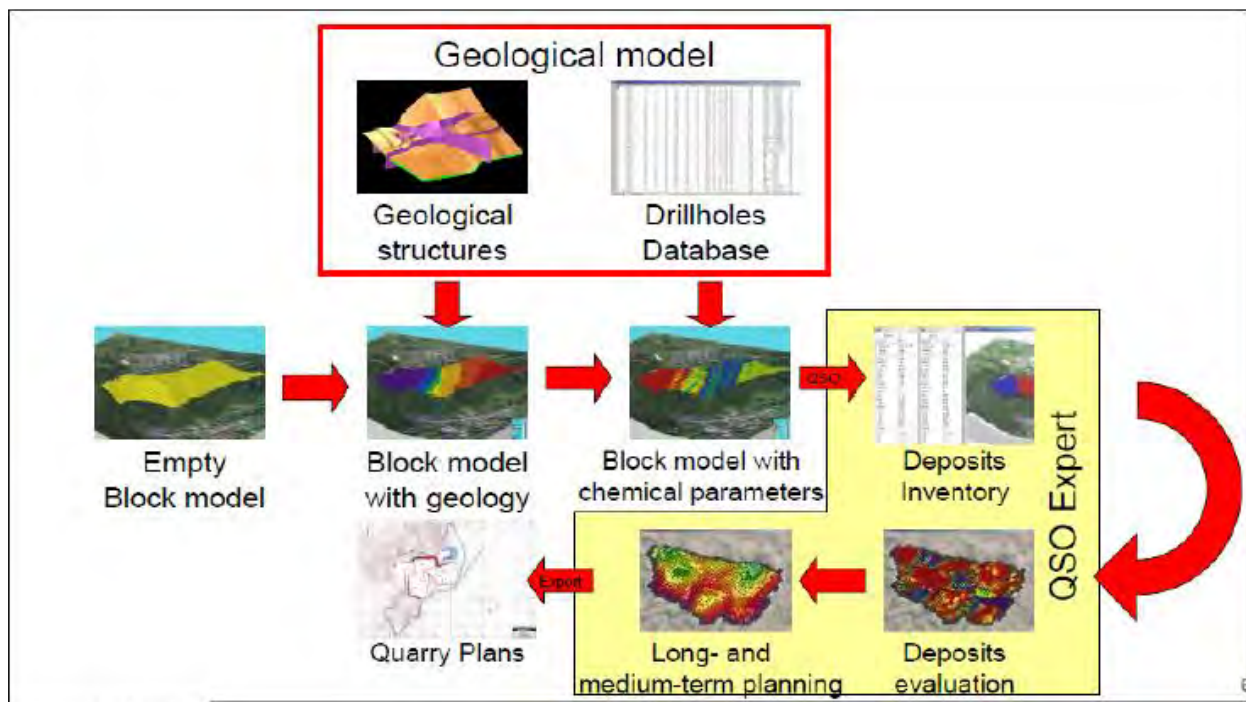 Geological model
Geological
structures
Drillholes
Database
Empty
Block model
Block model
with geology
Block model with
chemical parameters
QSO
Deposits
Inventory
QSO Expert
Export
Quarry Plans
Long- and
medium-term planning
Deposits
evaluation